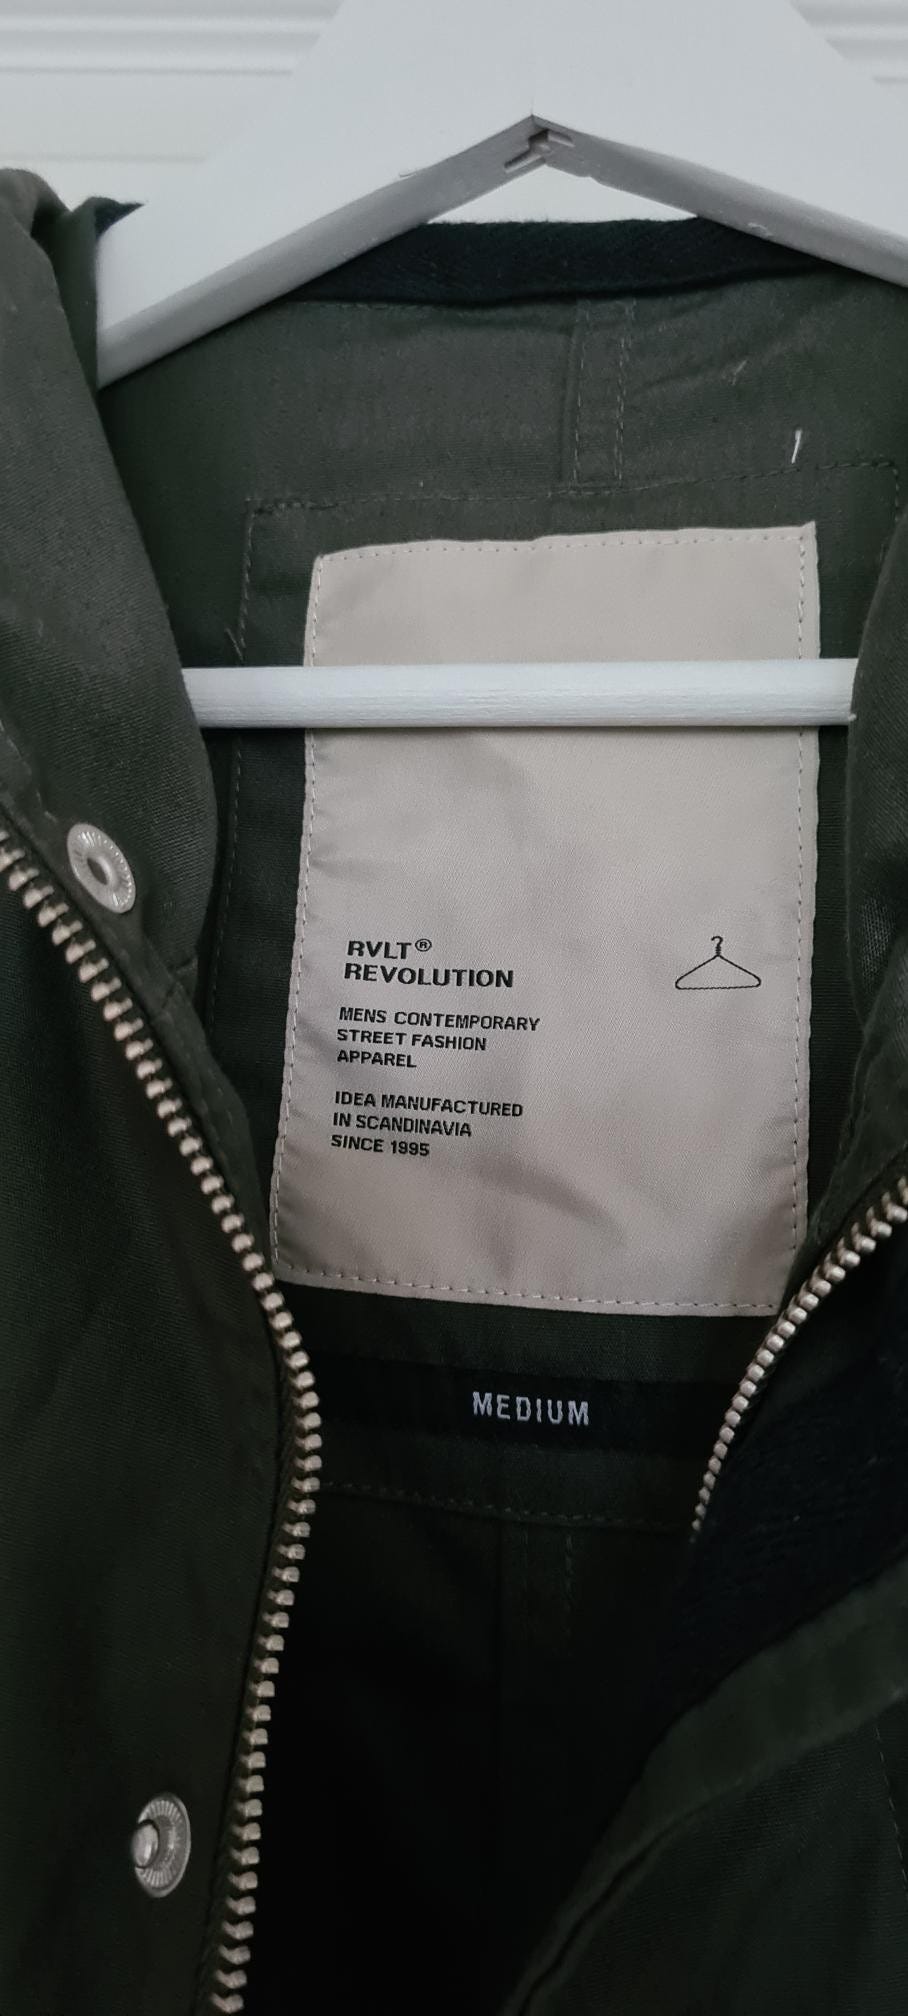 RVLT®
REVOLUTION
MENS CONTEMPORARY
STREET FASHION
APPAREL
IDEA MANUFACTURED
IN SCANDINAVIA
SINCE 1995
MEDIUM